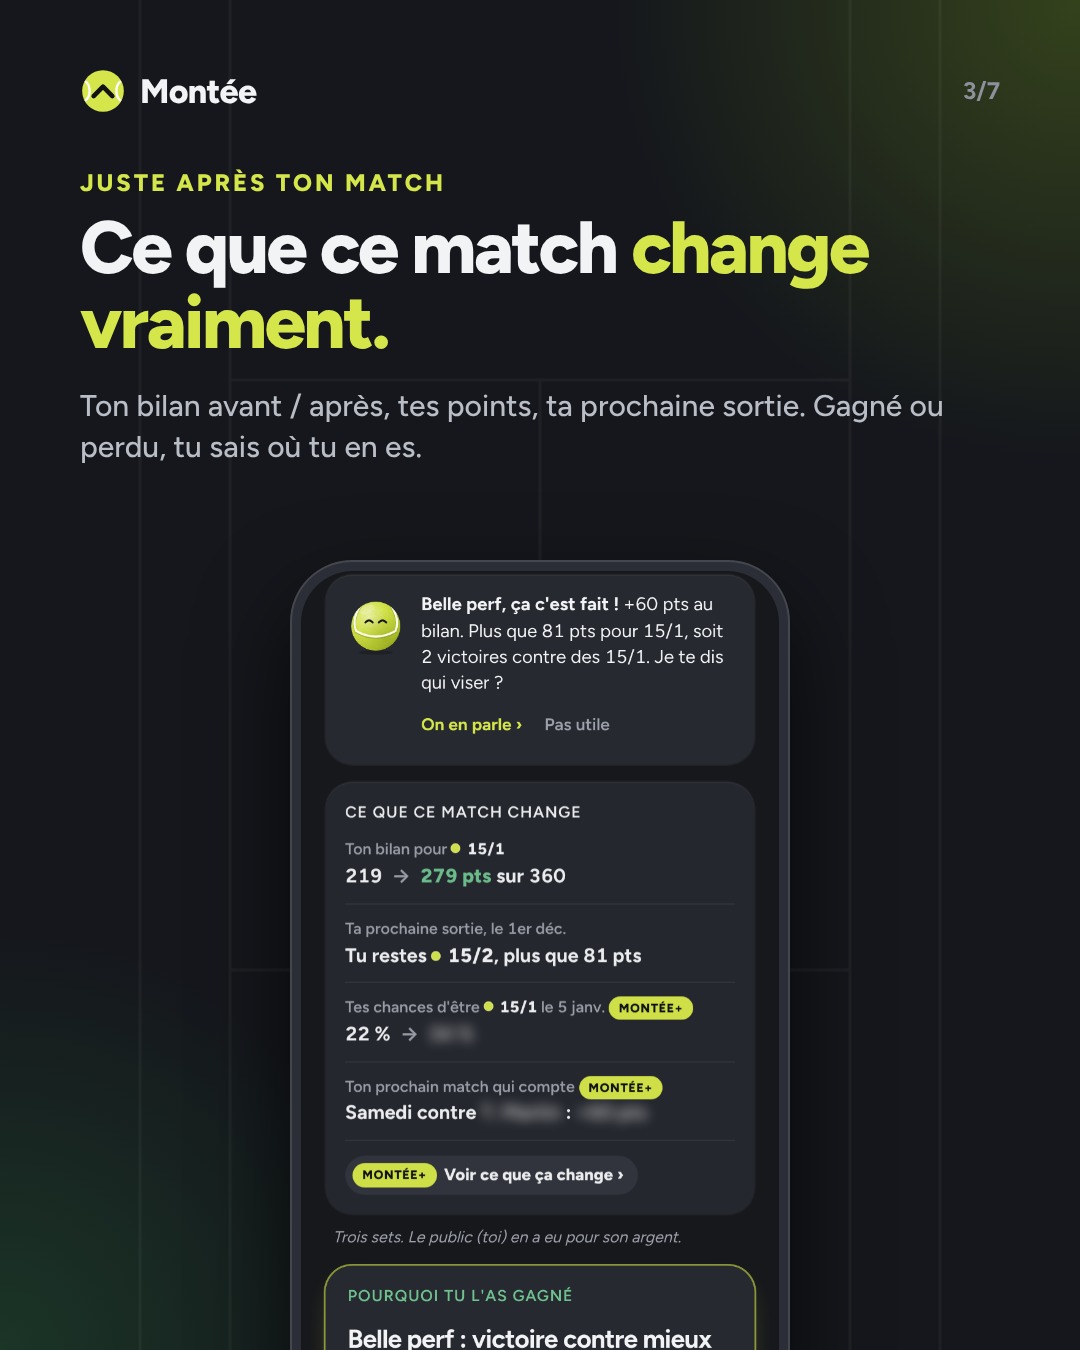 Montée
3/7
JUSTE APRÈS TON MATCH
Ce que ce match change
vraiment.
Ton bilan avant / après, tes points, ta prochaine sortie. Gagné ou
perdu, tu sais où tu en es.
Belle perf, ça c'est fait ! +60 pts au
bilan. Plus que 81 pts pour 15/1, soit
2 victoires contre des 15/1. Je te dis
qui viser ?
On en parle › Pas utile
CE QUE CE MATCH CHANGE
Ton bilan pour 15/1
219 → 279 pts sur 360
Ta prochaine sortie, le 1er déc.
Tu restes 15/2, plus que 81 pts
Tes chances d'être 15/1 le 5 janv. MONTÉE+
22 % →
Ton prochain match qui compte MONTÉE+
Samedi contre :
MONTÉE+ Voir ce que ça change ›
Trois sets. Le public (toi) en a eu pour son argent.
POURQUOI TU L'AS GAGNÉ
Belle perf : victoire contre mieux